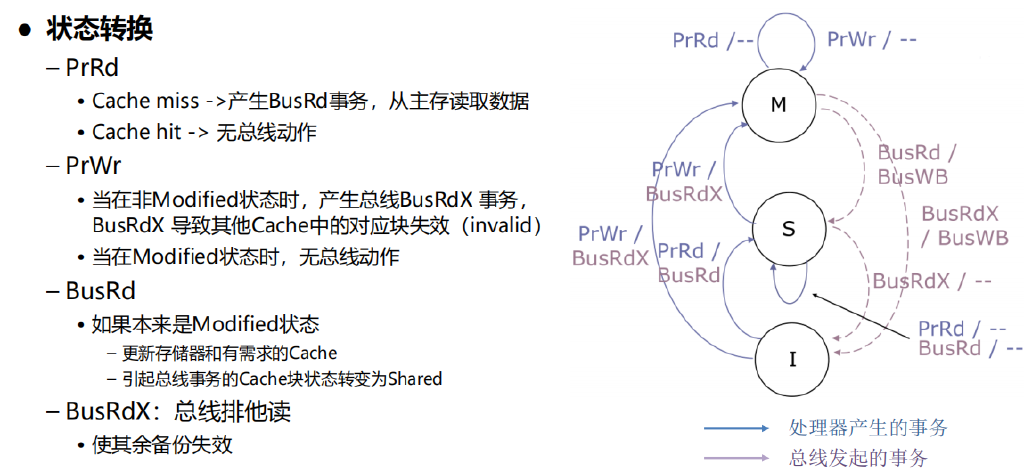 ● 状态转换
– PrRd
• Cache miss ->产生BusRd事务，从主存读取数据
• Cache hit -> 无总线动作
– PrWr
• 当在非Modified状态时，产生总线BusRdX 事务，
BusRdX 导致其他Cache中的对应块失效（invalid）
• 当在Modified状态时，无总线动作
– BusRd
• 如果本来是Modified状态
– 更新存储器和有需求的Cache
– 引起总线事务的Cache块状态转变为Shared
– BusRdX：总线排他读
• 使其余备份失效
PrRd /--
PrWr / --
M
PrWr /
BusRdX
BusRd /
BusWB
BusRdX
/ BusWB
S
PrWr /
BusRdX
PrRd /
BusRd
BusRdX / --
PrRd / --
BusRd / --
I
处理器产生的事务
总线发起的事务